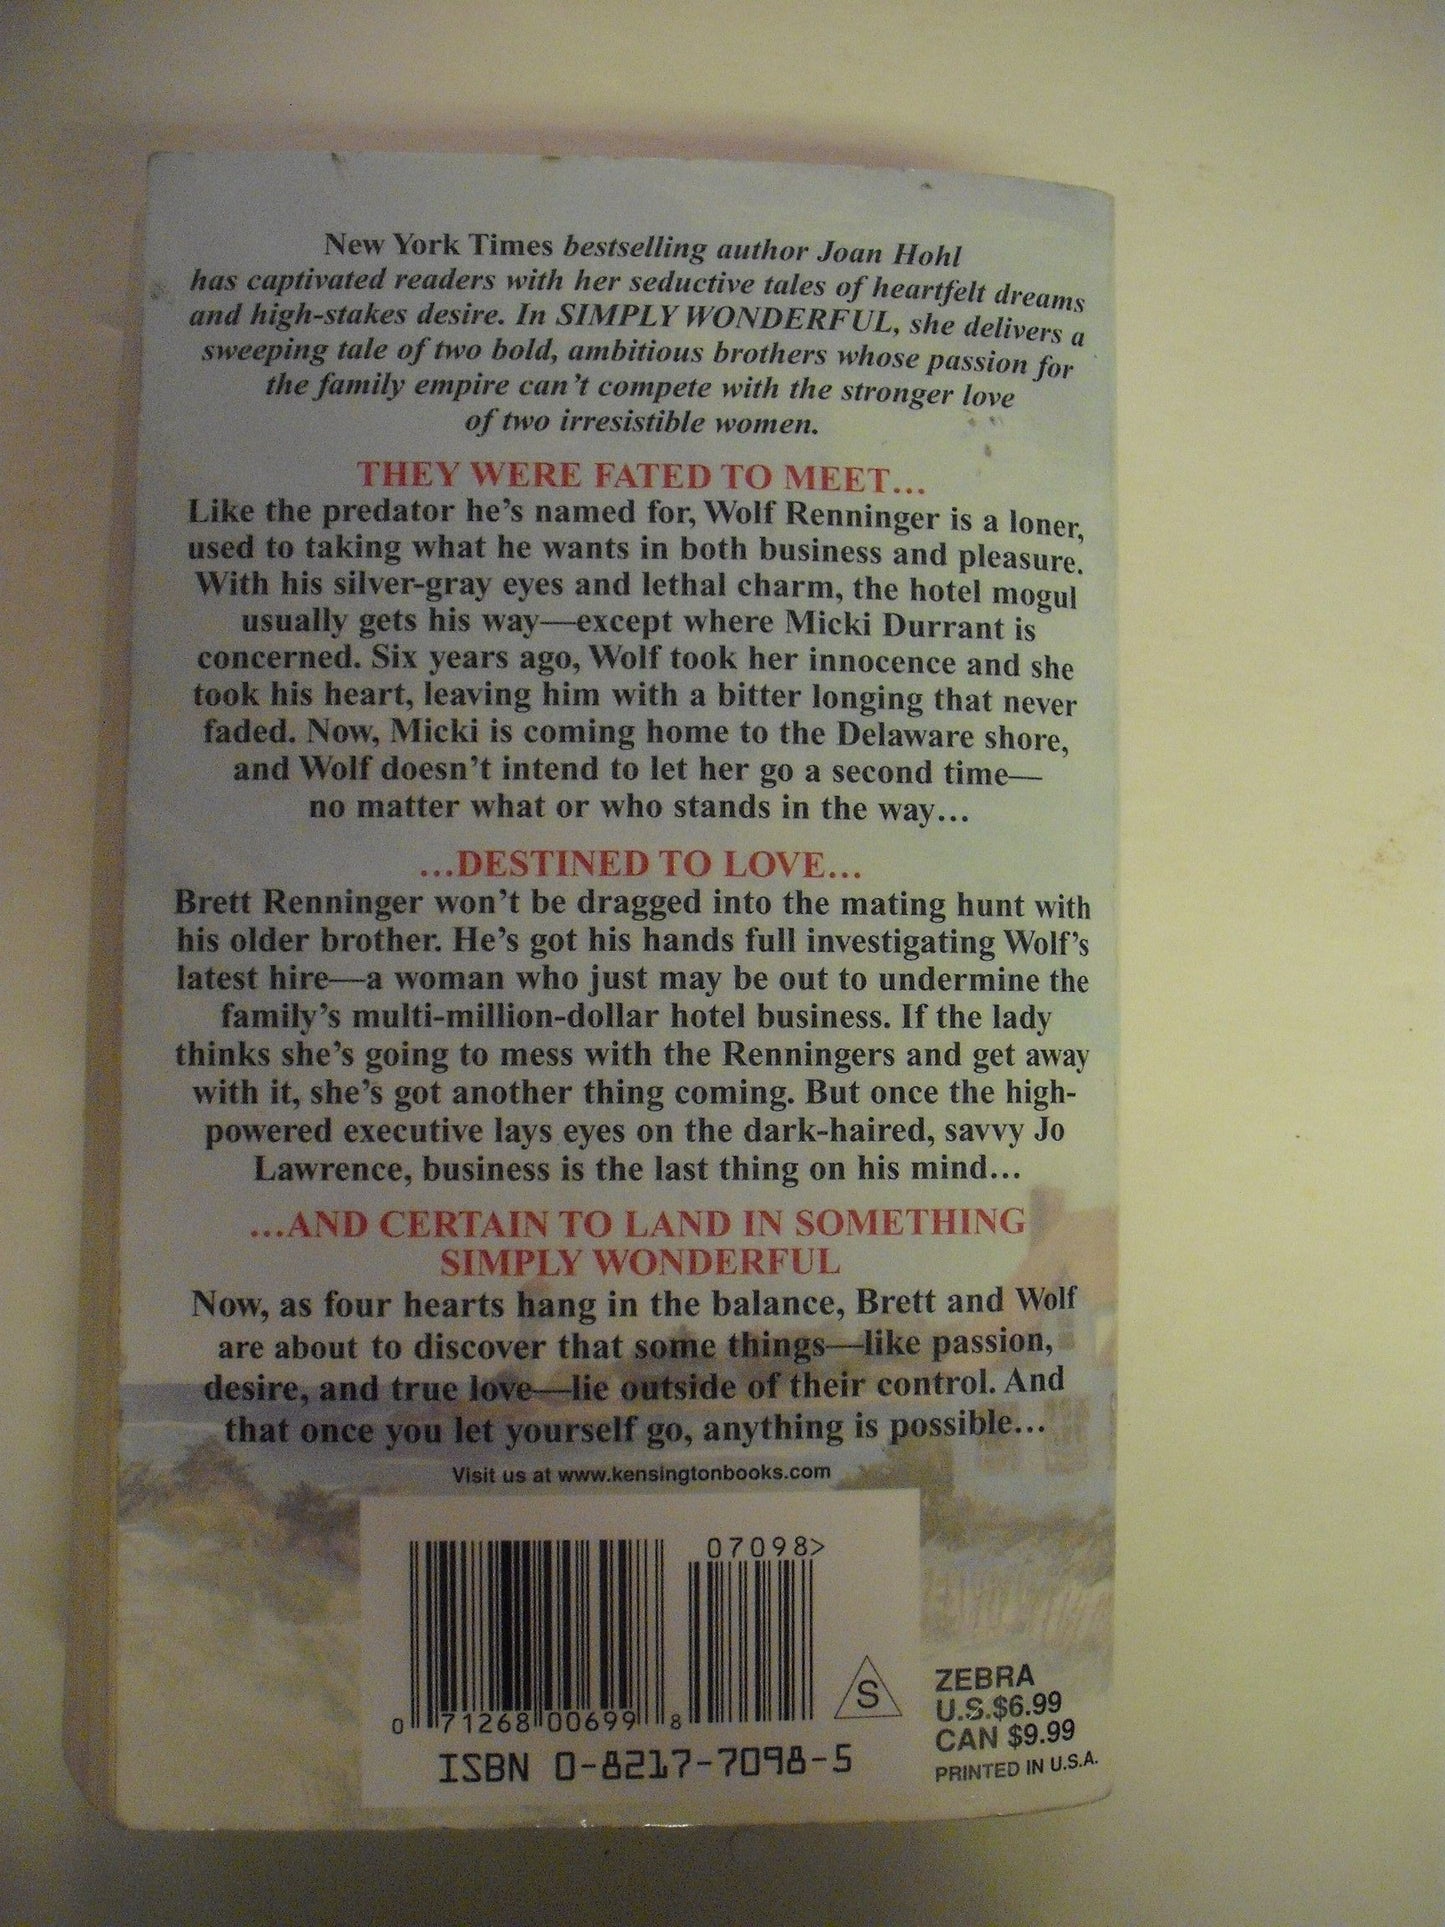 New York Times bestselling author Joan Hohl
has captivated readers with her seductive tales of heartfelt dreams
and high-stakes desire. In SIMPLY WONDERFUL, she delivers a
sweeping tale of two bold, ambitious brothers whose passion for
the family empire can't compete with the stronger love
of two irresistible women.
THEY WERE FATED TO MEET...
Like the predator he's named for, Wolf Renninger is a loner,
used to taking what he wants in both business and pleasure.
With his silver-gray eyes and lethal charm, the hotel mogul
usually gets his way—except where Micki Durrant is
concerned. Six years ago, Wolf took her innocence and she
took his heart, leaving him with a bitter longing that never
faded. Now, Micki is coming home to the Delaware shore,
and Wolf doesn't intend to let her go a second time—
no matter what or who stands in the way...
...DESTINED TO LOVE...
Brett Renninger won't be dragged into the mating hunt with
his older brother. He's got his hands full investigating Wolf's
latest hire—a woman who just may be out to undermine the
family's multi-million-dollar hotel business. If the lady
thinks she's going to mess with the Renningers and get away
with it, she's got another thing coming. But once the high-
powered executive lays eyes on the dark-haired, savvy Jo
Lawrence, business is the last thing on his mind...
...AND CERTAIN TO LAND IN SOMETHING
SIMPLY WONDERFUL
Now, as four hearts hang in the balance, Brett and Wolf
are about to discover that some things—like passion,
desire, and true love—lie outside of their control. And
that once you let yourself go, anything is possible...
Visit us at www.kensingtonbooks.com
07098>
0 71268 00699 8
S
ISBN 0-8217-7098-5
ZEBRA
U.S.$6.99
CAN $9.99
PRINTED IN U.S.A.